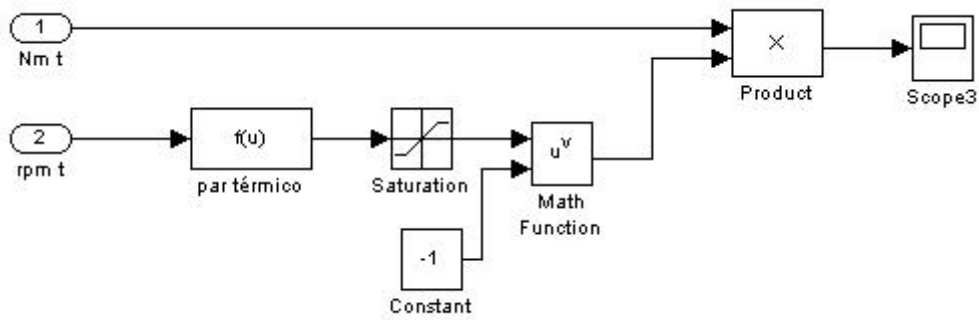 1
Nm t
×
Product
Scope3
2
rpm t
f(u)
par térmico
Saturation
u^v
Math
Function
-1
Constant